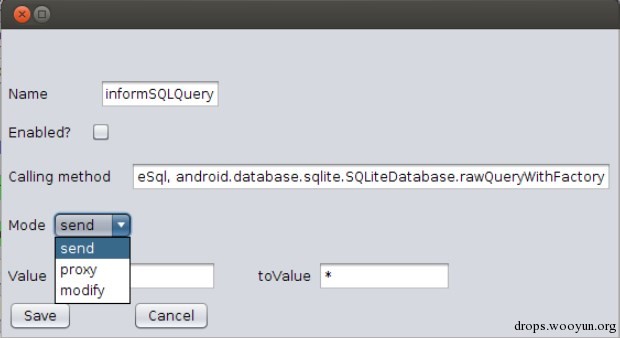 Name informSQLQuery
Enabled?
Calling method eSql, android.database.sqlite.SQLiteDatabase.rawQueryWithFactory
Mode send
send
proxy
modify
Value toValue *
Save Cancel
drops.wooyun.org